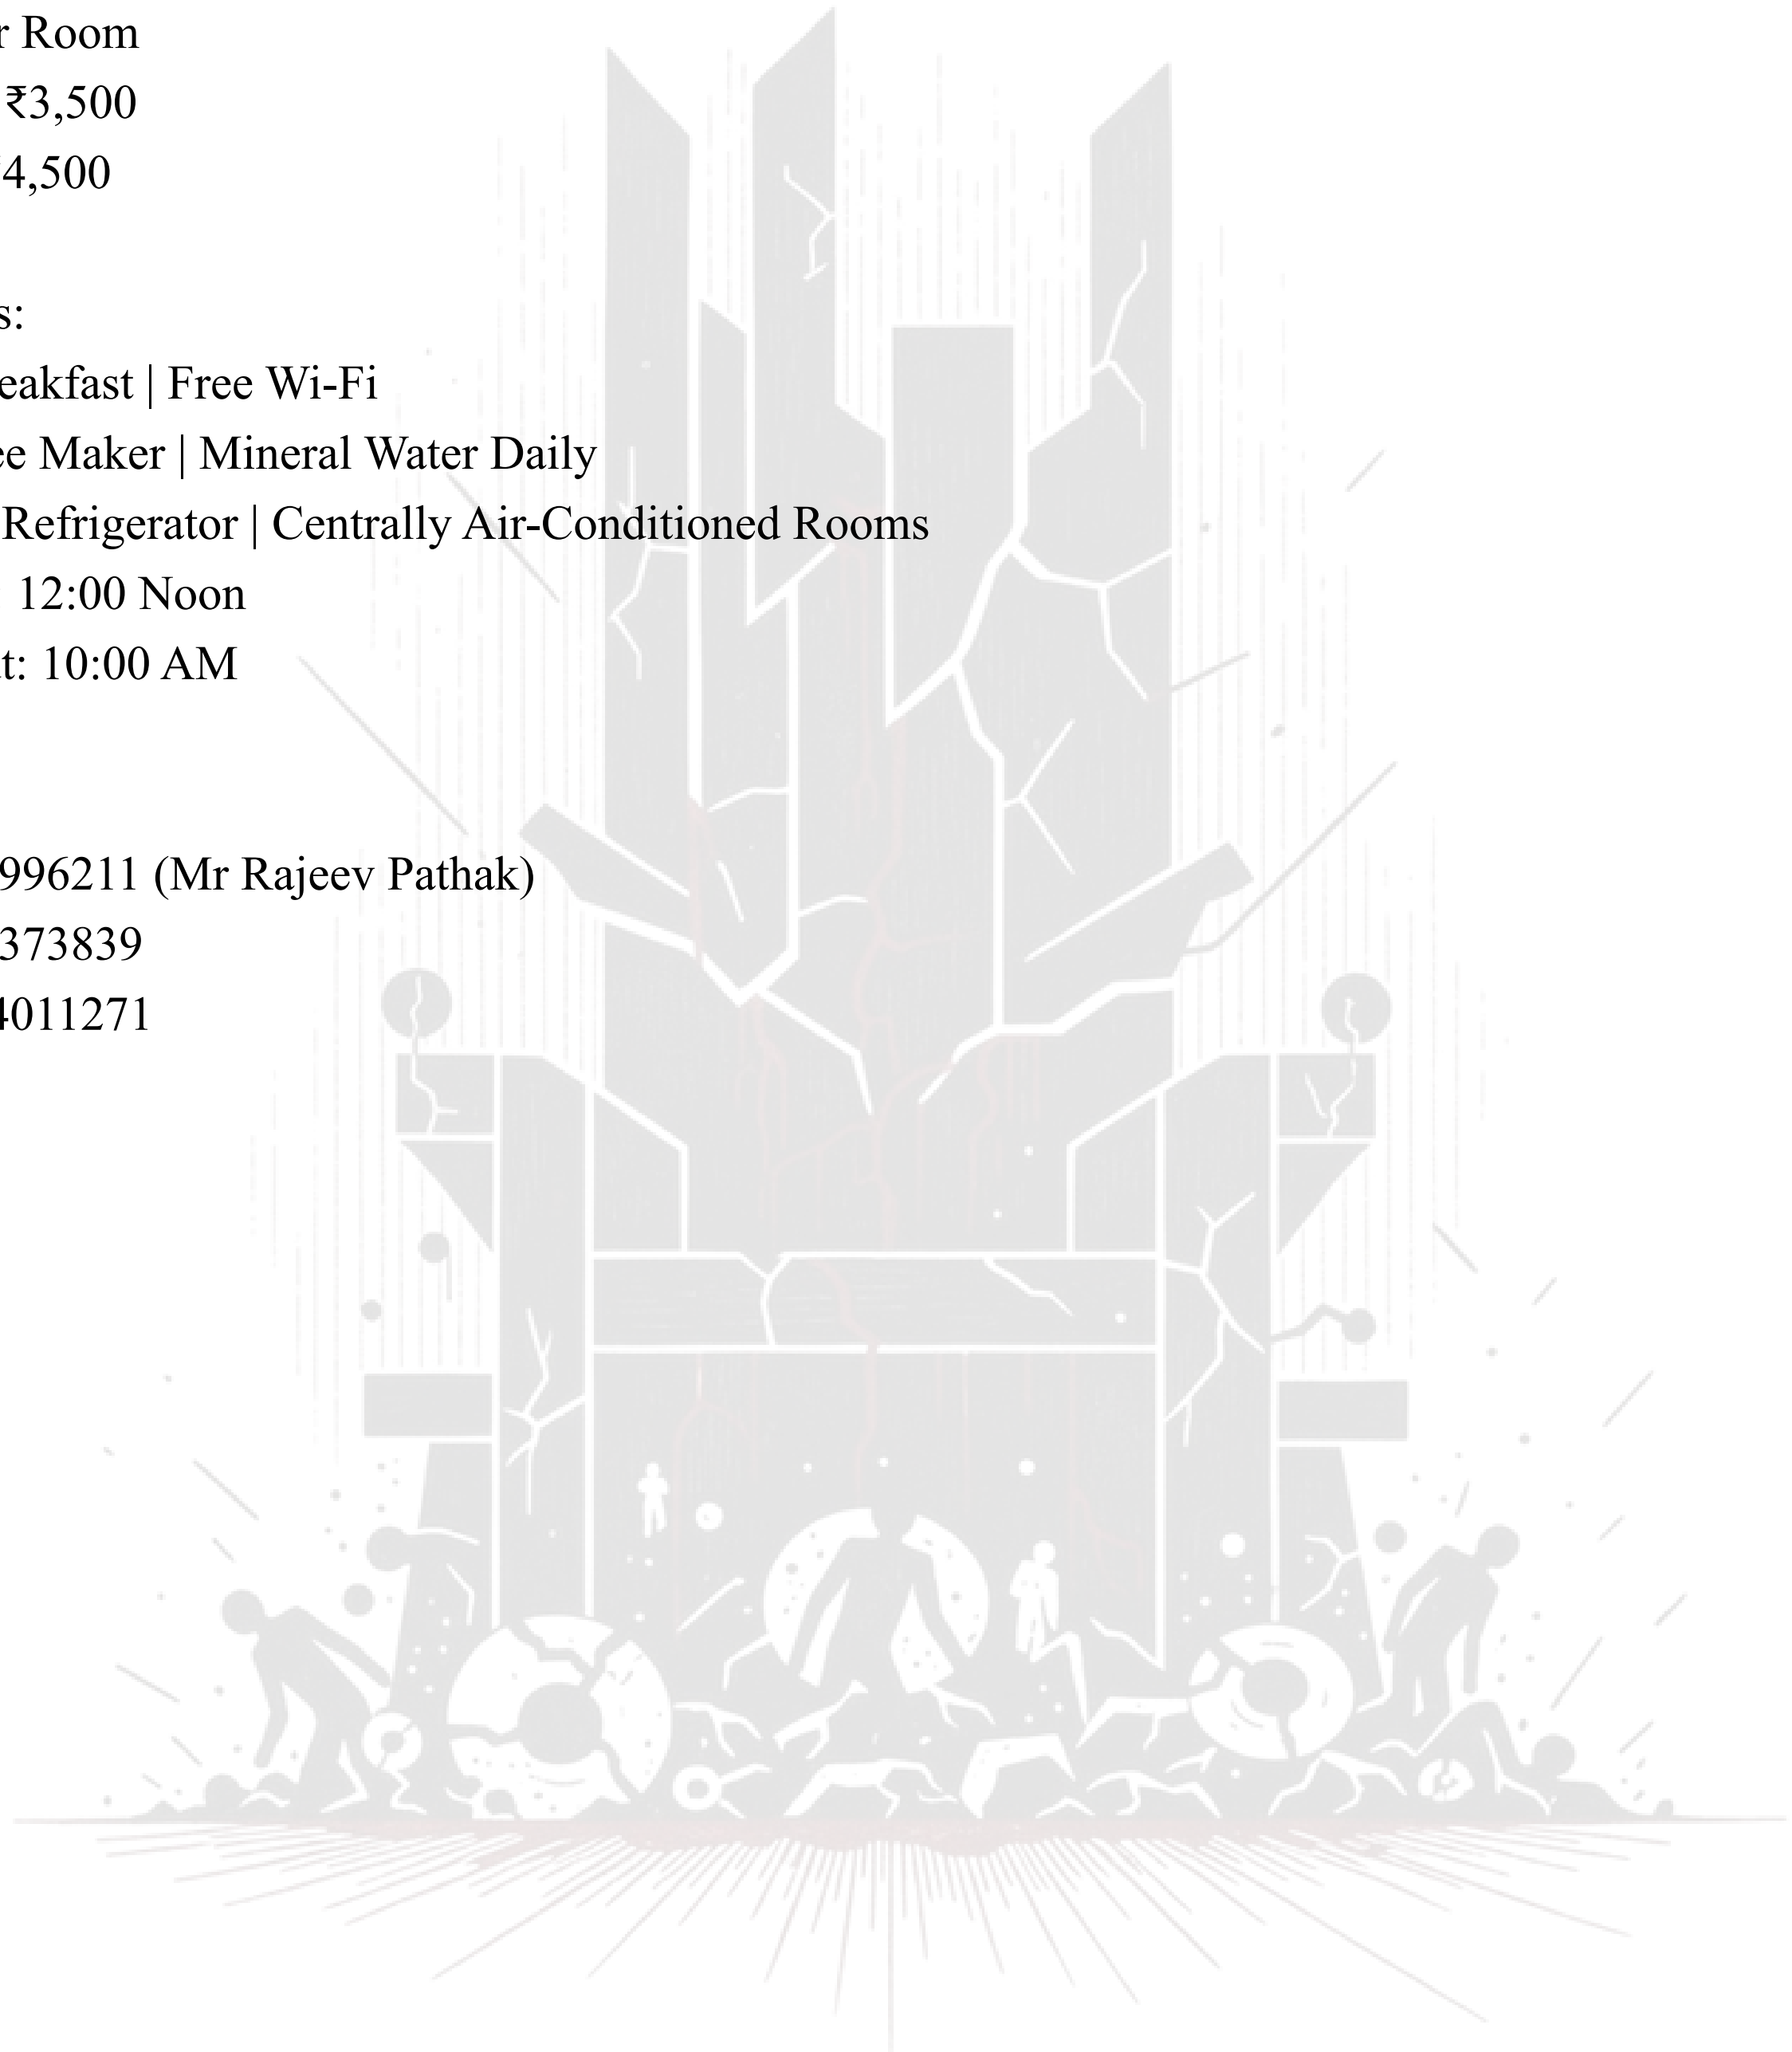 r Room
₹3,500
4,500
s:
eakfast | Free Wi-Fi
ee Maker | Mineral Water Daily
Refrigerator | Centrally Air-Conditioned Rooms
12:00 Noon
t: 10:00 AM
996211 (Mr Rajeev Pathak)
373839
4011271